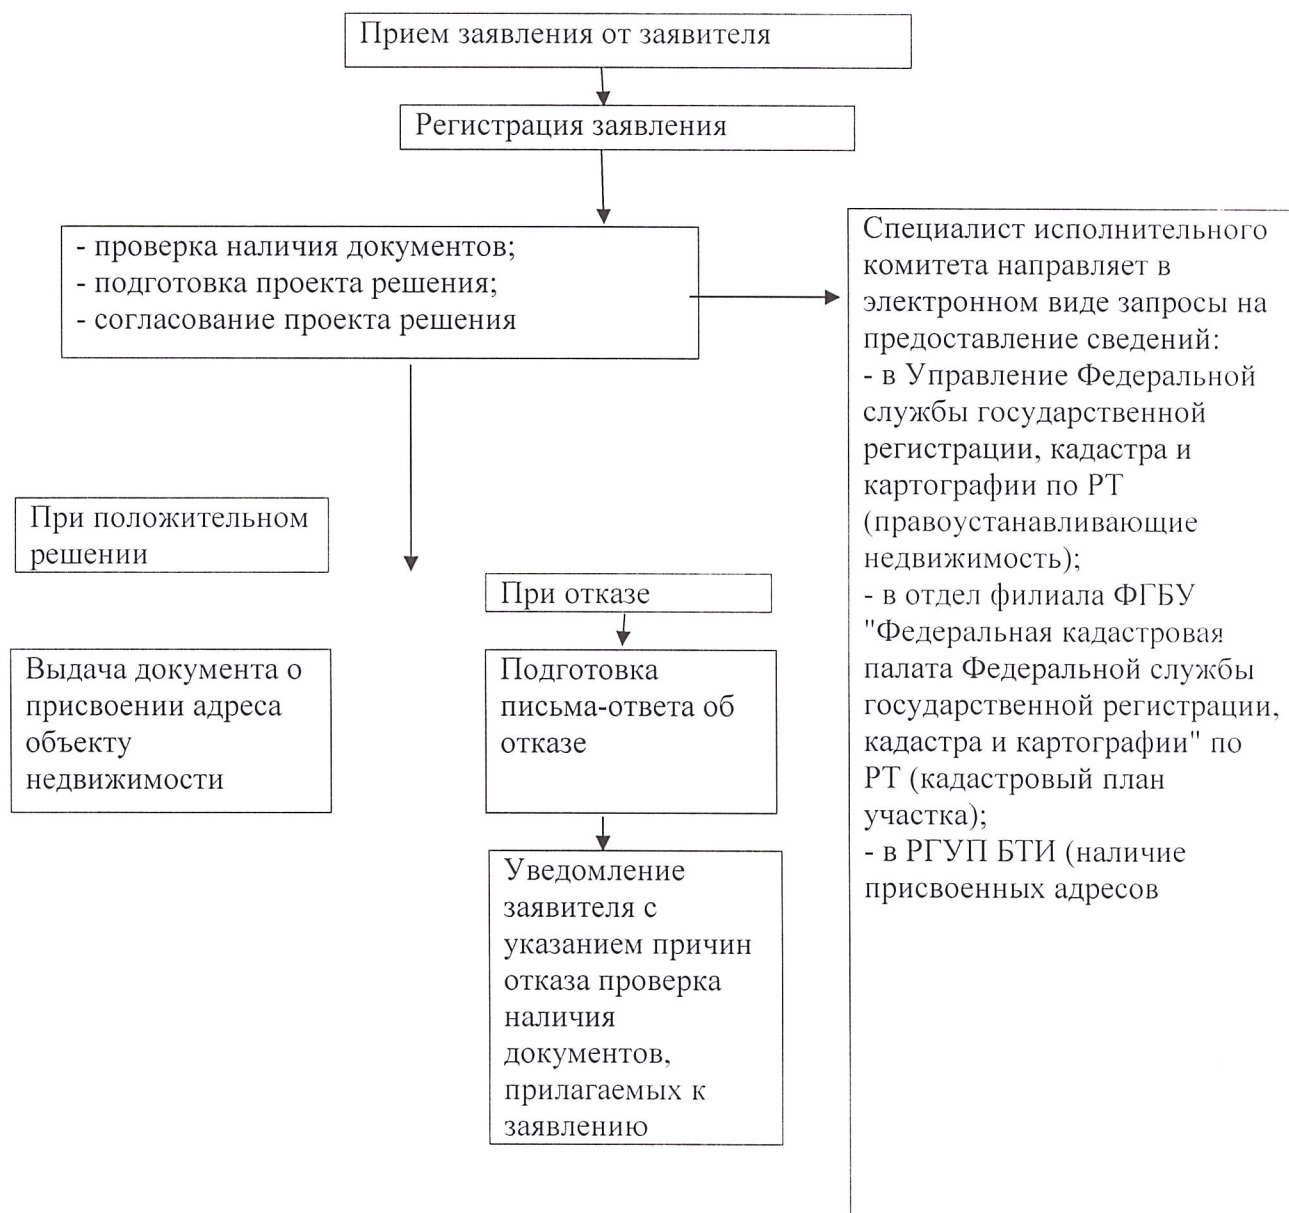 Прием заявления от заявителя
Регистрация заявления
- проверка наличия документов;
- подготовка проекта решения;
- согласование проекта решения
Специалист исполнительного
комитета направляет в
электронном виде запросы на
предоставление сведений:
- в Управление Федеральной
службы государственной
регистрации, кадастра и
картографии по РТ
(правоустанавливающие
недвижимость);
- в отдел филиала ФГБУ
"Федеральная кадастровая
палата Федеральной службы
государственной регистрации,
кадастра и картографии" по
РТ (кадастровый план
участка);
- в РГУП БТИ (наличие
присвоенных адресов
При положительном
решении
Выдача документа о
присвоении адреса
объекту
недвижимости
При отказе
Подготовка
письма-ответа об
отказе
Уведомление
заявителя с
указанием причин
отказа проверка
наличия
документов,
прилагаемых к
заявлению